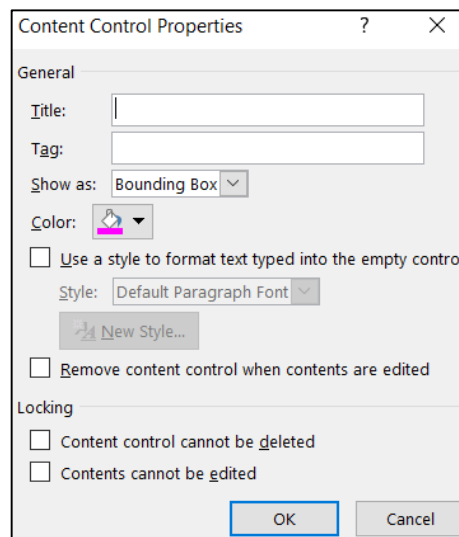 Content Control Properties ? ×
General
Title:
Tag:
Show as: Bounding Box
Color:
Use a style to format text typed into the empty contro
Style: Default Paragraph Font
New Style...
Remove content control when contents are edited
Locking
Content control cannot be deleted
Contents cannot be edited
OK Cancel